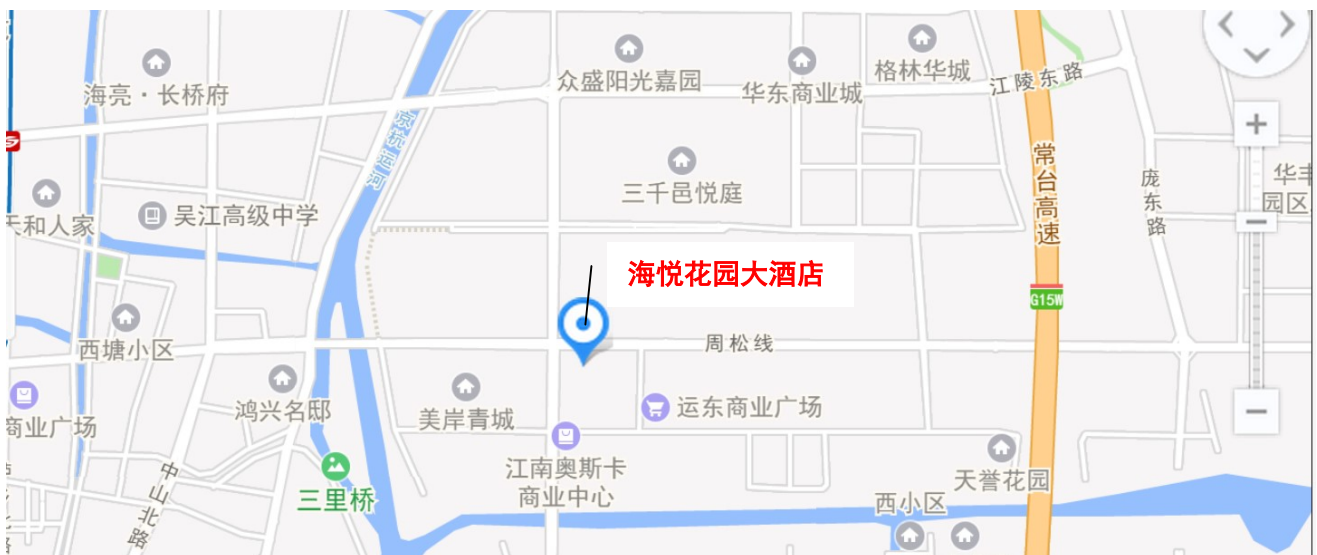 众盛阳光嘉园
格林华城
海亮·长桥府
华东商业城
江陵东路
京杭运河
常台高速
三千邑悦庭
庞东路
华丰
园区
天和人家
吴江高级中学
海悦花园大酒店
G15W
周松线
西塘小区
鸿兴名邸
美岸青城
运东商业广场
商业广场
江南奥斯卡
商业中心
中山北路
三里桥
天誉花园
西小区